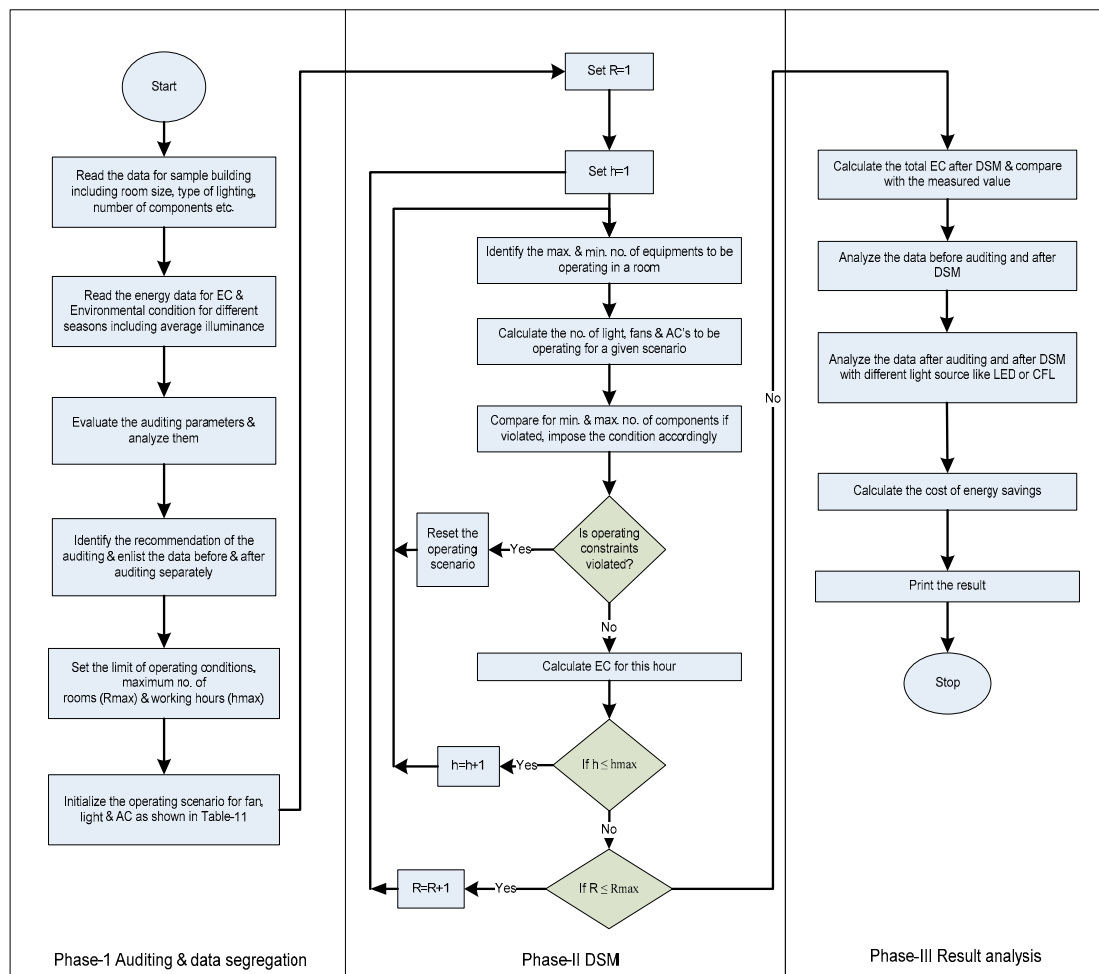 Start
Read the data for sample building
including room size, type of lighting,
number of components etc.
Read the energy data for EC &
Environmental condition for different
seasons including average illuminance
Evaluate the auditing parameters &
analyze them
Identify the recommendation of the
auditing & enlist the data before & after
auditing separately
Set the limit of operating conditions,
maximum no. of
rooms (Rmax) & working hours (hmax)
Initialize the operating scenario for fan,
light & AC as shown in Table-11
Phase-1 Auditing & data segregation
Set R=1
Set h=1
Identify the max. & min. no. of equipments to be
operating in a room
Calculate the no. of light, fans & AC's to be
operating for a given scenario
Compare for min. & max. no. of components if
violated, impose the condition accordingly
Is operating
constraints
violated?
Yes
Reset the
operating
scenario
No
Calculate EC for this hour
If h ≤ hmax
Yes
h=h+1
No
If R ≤ Rmax
Yes
R=R+1
No
Phase-II DSM
Calculate the total EC after DSM & compare
with the measured value
Analyze the data before auditing and after
DSM
Analyze the data after auditing and after DSM
with different light source like LED or CFL
Calculate the cost of energy savings
Print the result
Stop
Phase-III Result analysis